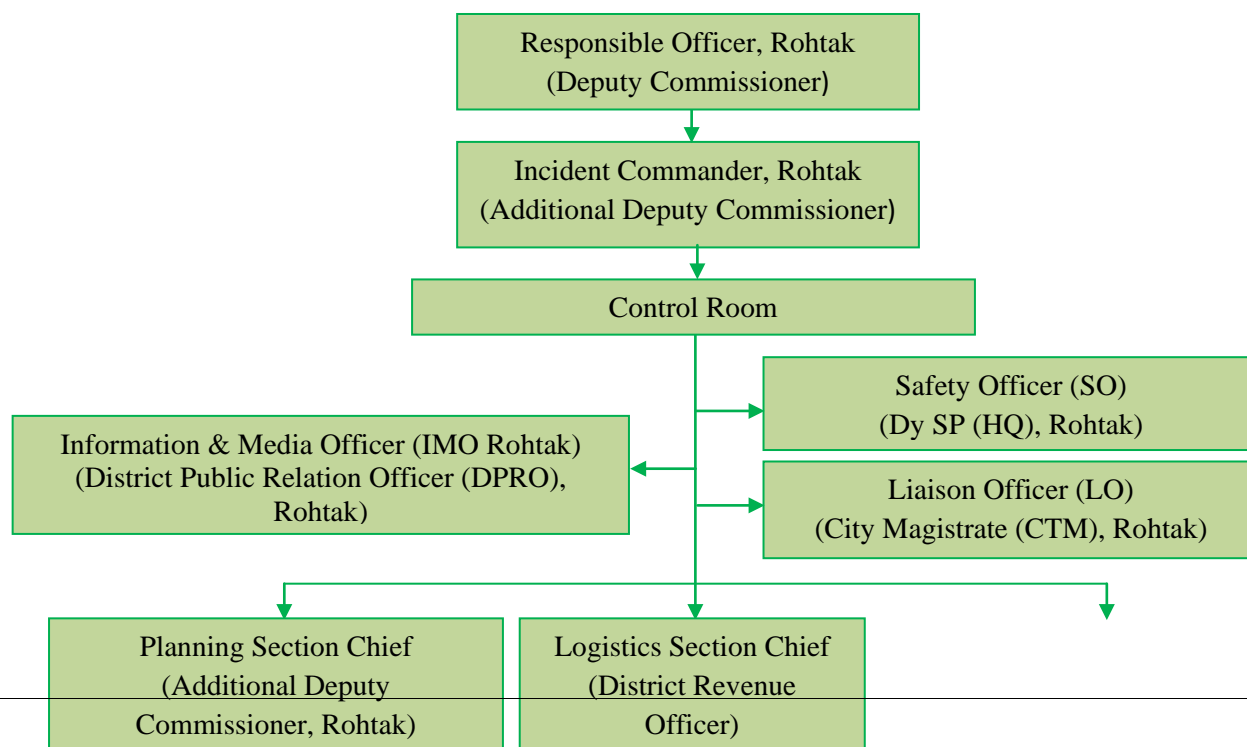 Responsible Officer, Rohtak
(Deputy Commissioner)
Incident Commander, Rohtak
(Additional Deputy Commissioner)
Control Room
Safety Officer (SO)
(Dy SP (HQ), Rohtak)
Information & Media Officer (IMO Rohtak)
(District Public Relation Officer (DPRO),
Rohtak)
Liaison Officer (LO)
(City Magistrate (CTM), Rohtak)
Planning Section Chief
(Additional Deputy
Commissioner, Rohtak)
Logistics Section Chief
(District Revenue
Officer)